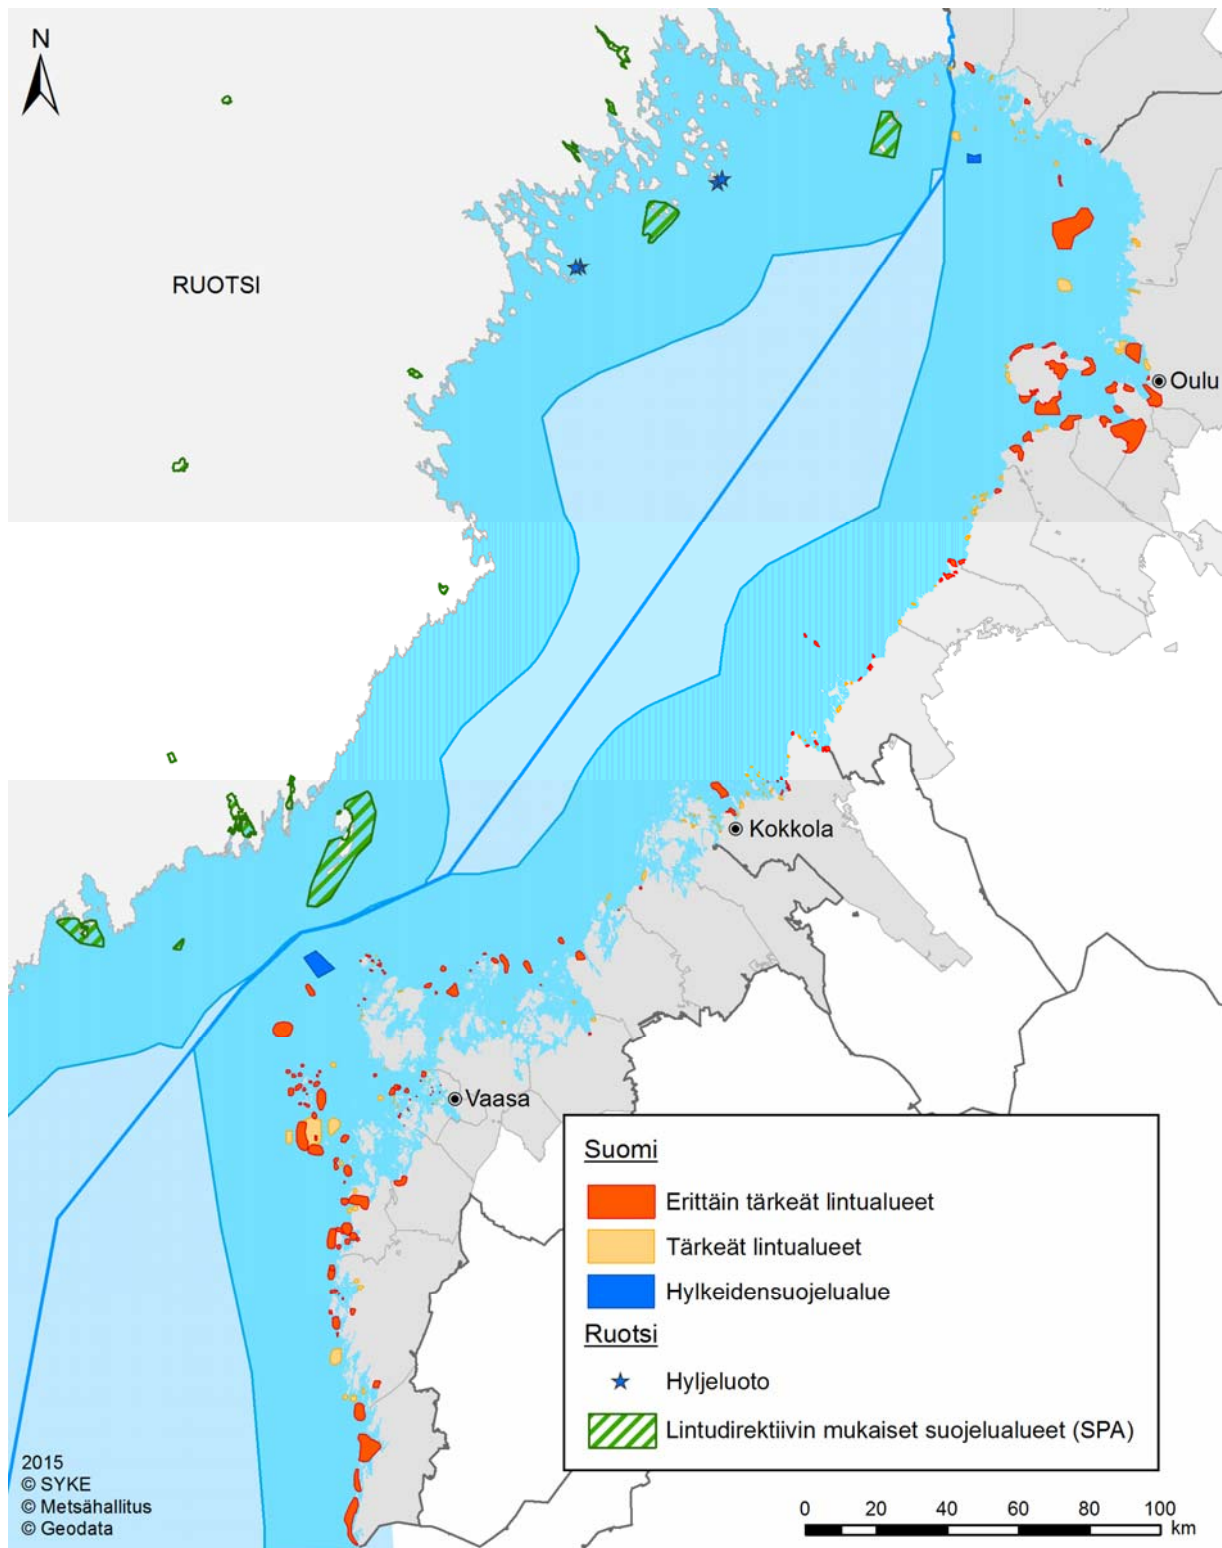 N
RUOTSI
Oulu
Kokkola
Vaasa
Suomi
Erittäin tärkeät lintualueet
Tärkeät lintualueet
Hylkeidensuojelualue
Ruotsi
Hyljeluoto
Lintudirektiivin mukaiset suojelualueet (SPA)
2015
© SYKE
© Metsähallitus
© Geodata
0 20 40 60 80 100
km